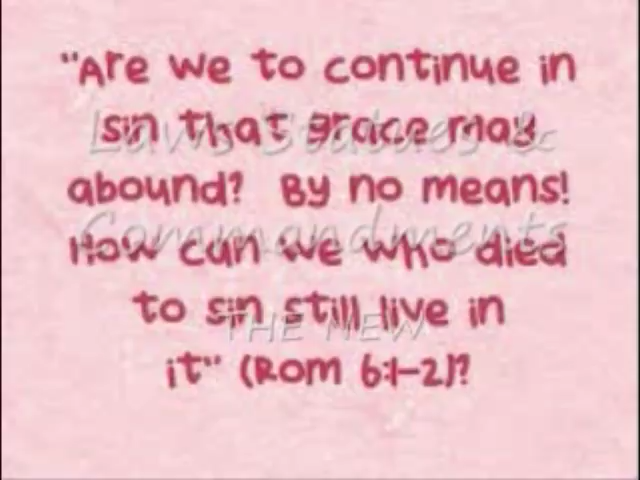 "Are we to continue in
sin that grace may
Laws Statues &
abound? By no means!
Commandments
How can we who died
to sin still live in
THE NEW
it" (Rom 6:1-2)?